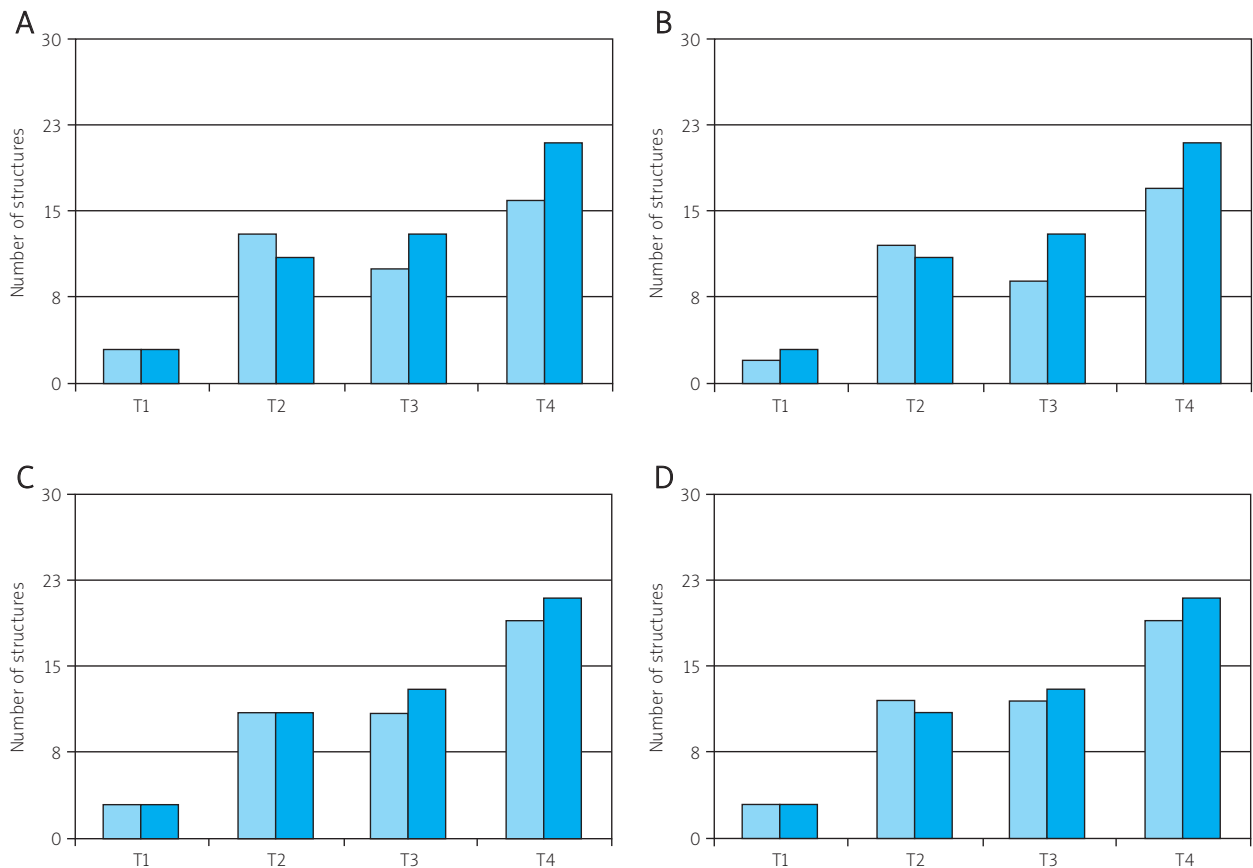 A
B
Number of structures
30
23
15
8
0
T1 T2 T3 T4
Number of structures
30
23
15
8
0
T1 T2 T3 T4
C
D
Number of structures
30
23
15
8
0
T1 T2 T3 T4
Number of structures
30
23
15
8
0
T1 T2 T3 T4